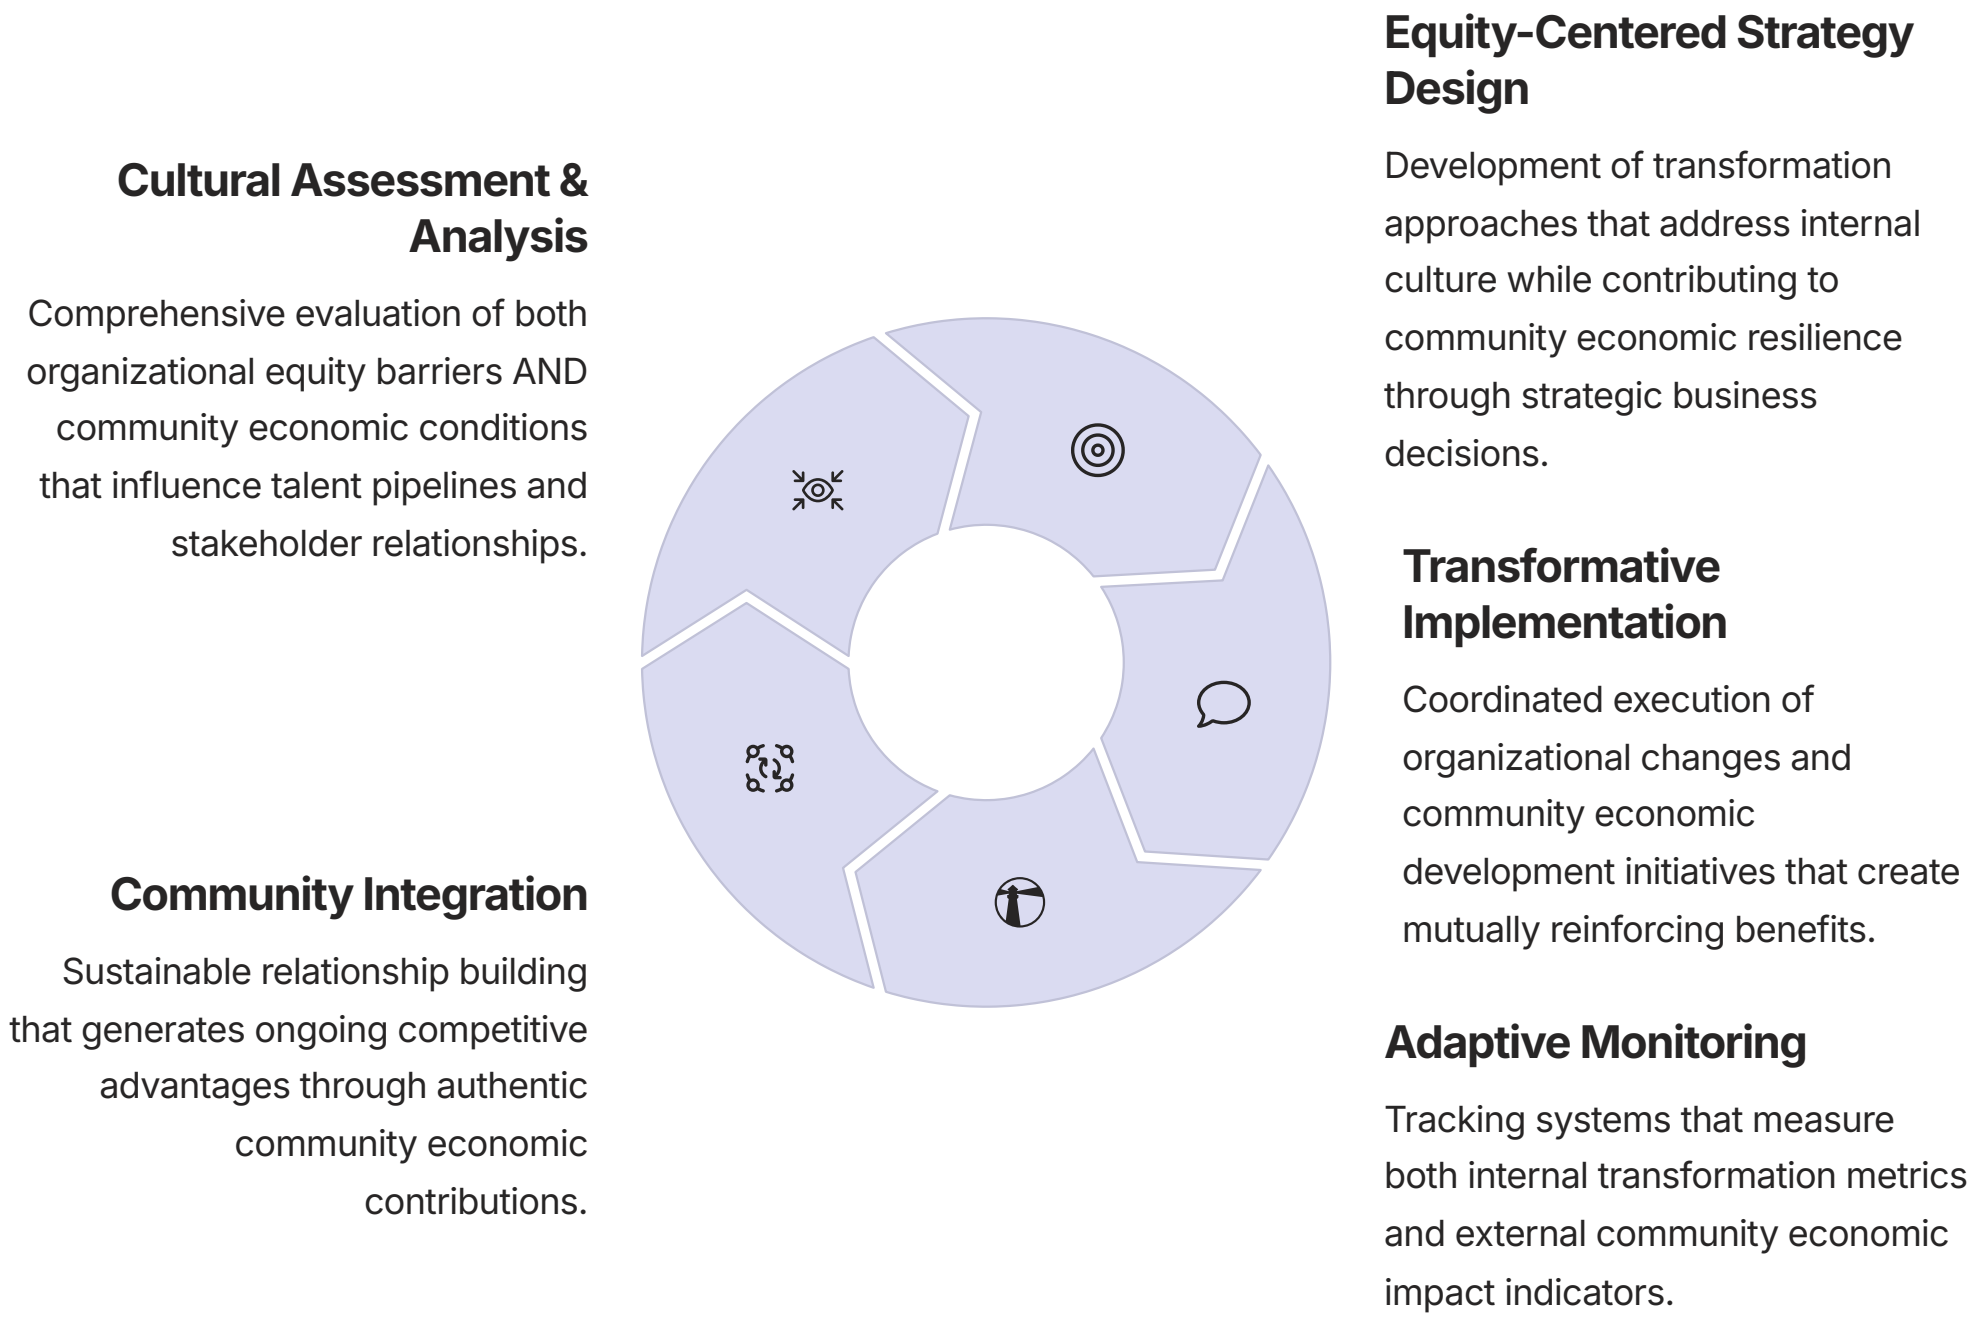 Cultural Assessment &
Analysis
Comprehensive evaluation of both
organizational equity barriers AND
community economic conditions
that influence talent pipelines and
stakeholder relationships.
Equity-Centered Strategy
Design
Development of transformation
approaches that address internal
culture while contributing to
community economic resilience
through strategic business
decisions.
Transformative
Implementation
Coordinated execution of
organizational changes and
community economic
development initiatives that create
mutually reinforcing benefits.
Adaptive Monitoring
Tracking systems that measure
both internal transformation metrics
and external community economic
impact indicators.
Community Integration
Sustainable relationship building
that generates ongoing competitive
advantages through authentic
community economic
contributions.